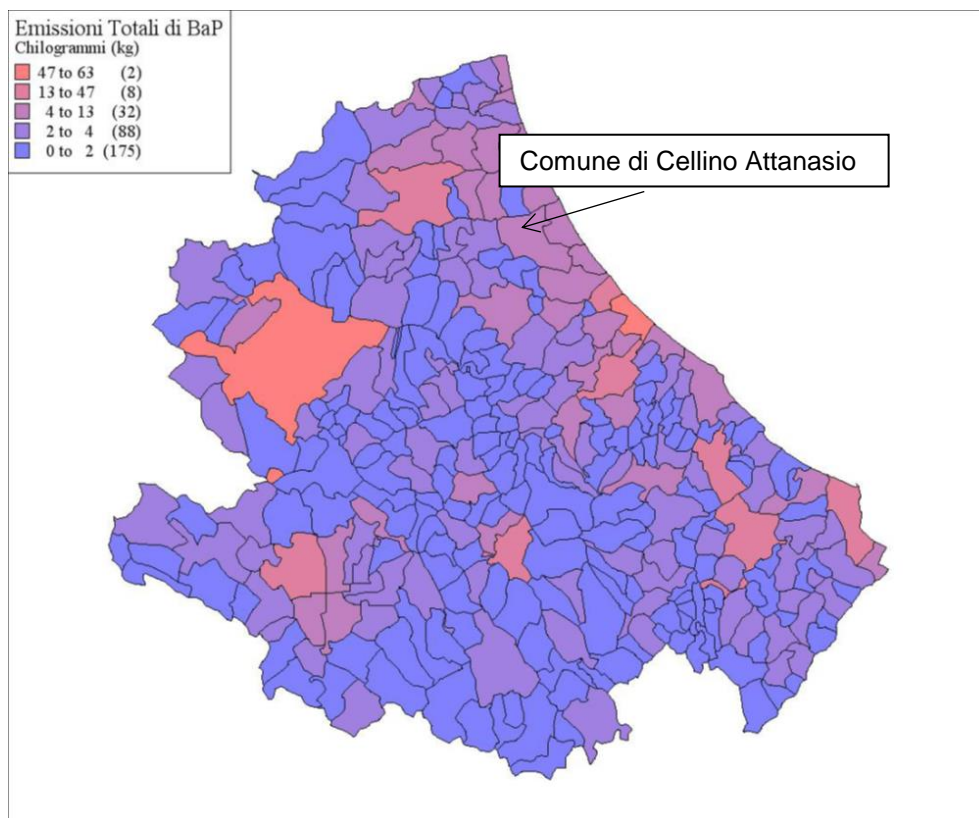 Emissioni Totali di BaP
Chilogrammi (kg)
47 to 63 (2)
13 to 47 (8)
4 to 13 (32)
2 to 4 (88)
0 to 2 (175)
Comune di Cellino Attanasio